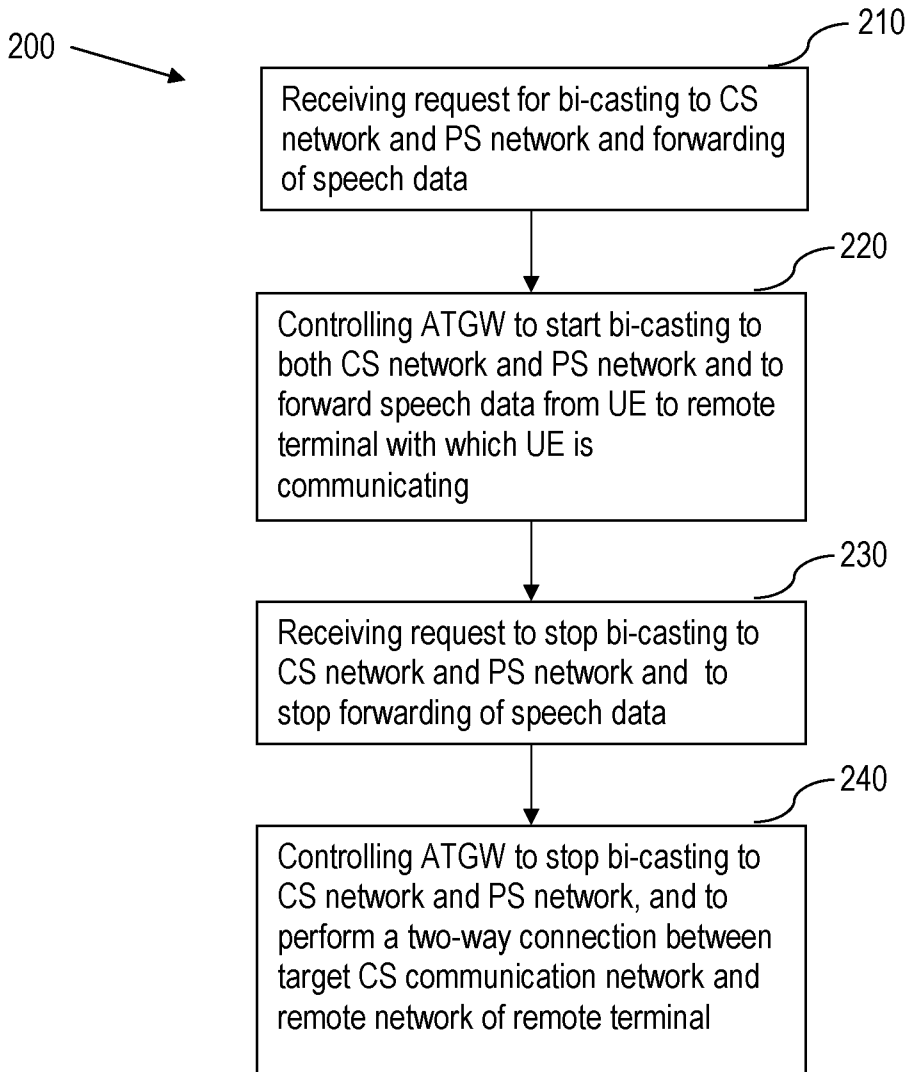 200
210
Receiving request for bi-casting to CS
network and PS network and forwarding
of speech data
220
Controlling ATGW to start bi-casting to
both CS network and PS network and to
forward speech data from UE to remote
terminal with which UE is
communicating
230
Receiving request to stop bi-casting to
CS network and PS network and to
stop forwarding of speech data
240
Controlling ATGW to stop bi-casting to
CS network and PS network, and to
perform a two-way connection between
target CS communication network and
remote network of remote terminal